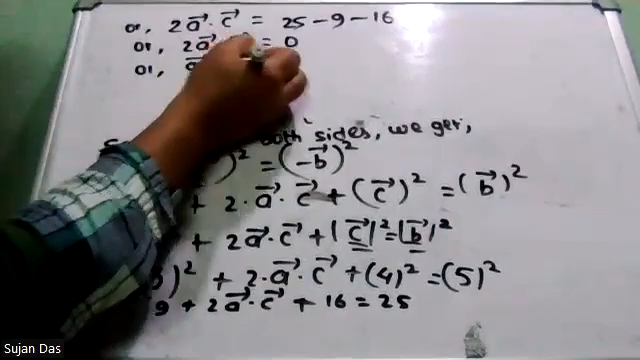 or, 2a⃗ · c⃗ = 25 - 9 - 16
or, 2a⃗ = 0
or,
both sides, we get,
)² = (-b⃗)²
+ 2 · a⃗ · c⃗ + (c⃗)² = (b⃗)²
+ 2a⃗ · c⃗ + |c⃗|² = |b⃗|²
)² + 2 · a⃗ · c⃗ + (4)² = (5)²
9 + 2a⃗ · c⃗ + 16 = 25
Sujan Das